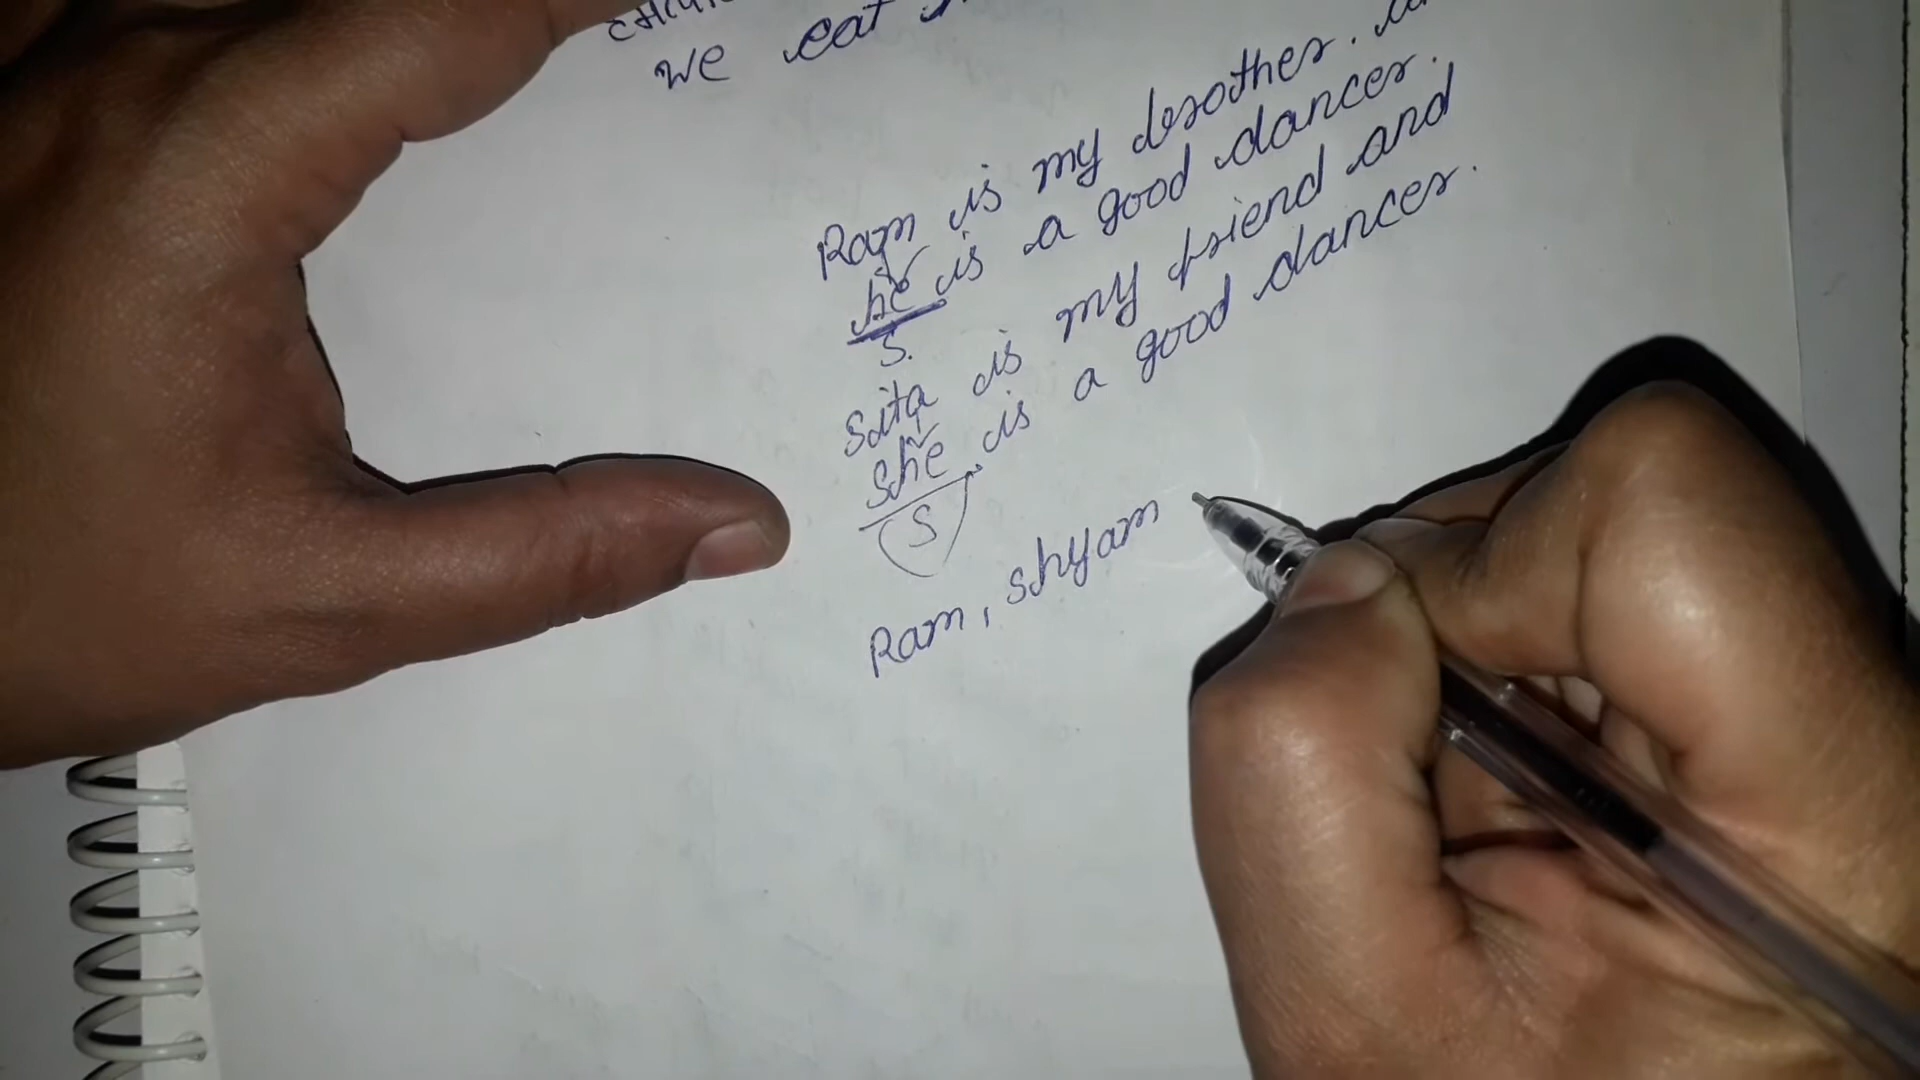 we eat
Ram is my brother.
he is a good dancer.
S.
Sita is my friend and
She is a good dancer.
S
Ram, Shyam